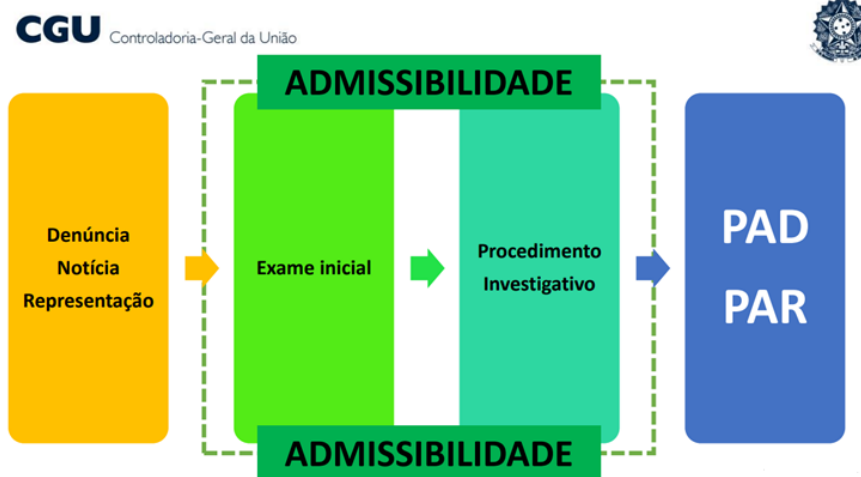 CGU Controladoria-Geral da União
ADMISSIBILIDADE
Denúncia
Notícia
Representação
Exame inicial
Procedimento
Investigativo
PAD
PAR
ADMISSIBILIDADE